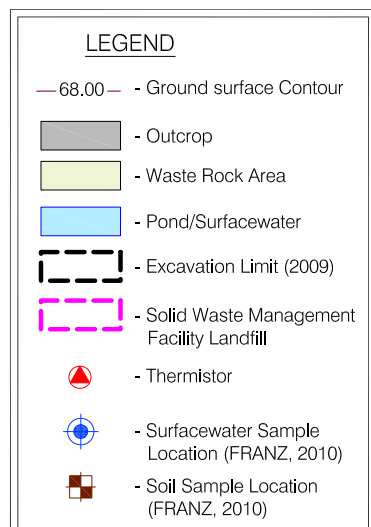 LEGEND
68.00 - Ground surface Contour
- Outcrop
- Waste Rock Area
- Pond/Surfacewater
- Excavation Limit (2009)
- Solid Waste Management
Facility Landfill
- Thermistor
- Surfacewater Sample
Location (FRANZ, 2010)
- Soil Sample Location
(FRANZ, 2010)